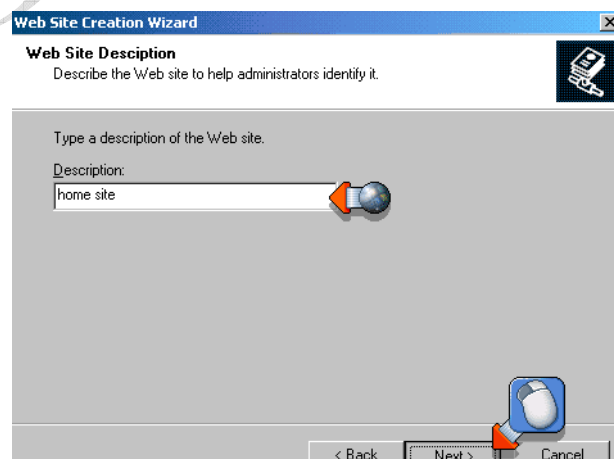 Web Site Creation Wizard
Web Site Desciption
Describe the Web site to help administrators identify it.
Type a description of the Web site.
Description:
home site
< Back
Next >
Cancel